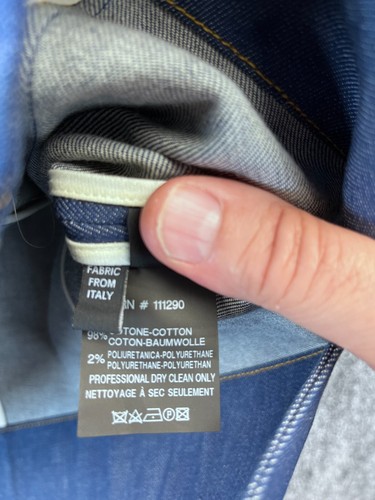 FABRIC
FROM
ITALY
RN # 111290
98% COTONE-COTTON
COTON-BAUMWOLLE
2% POLIURETANICA-POLYURETHANE
POLYURETHANE-POLYURETHAN
PROFESSIONAL DRY CLEAN ONLY
NETTOYAGE À SEC SEULEMENT